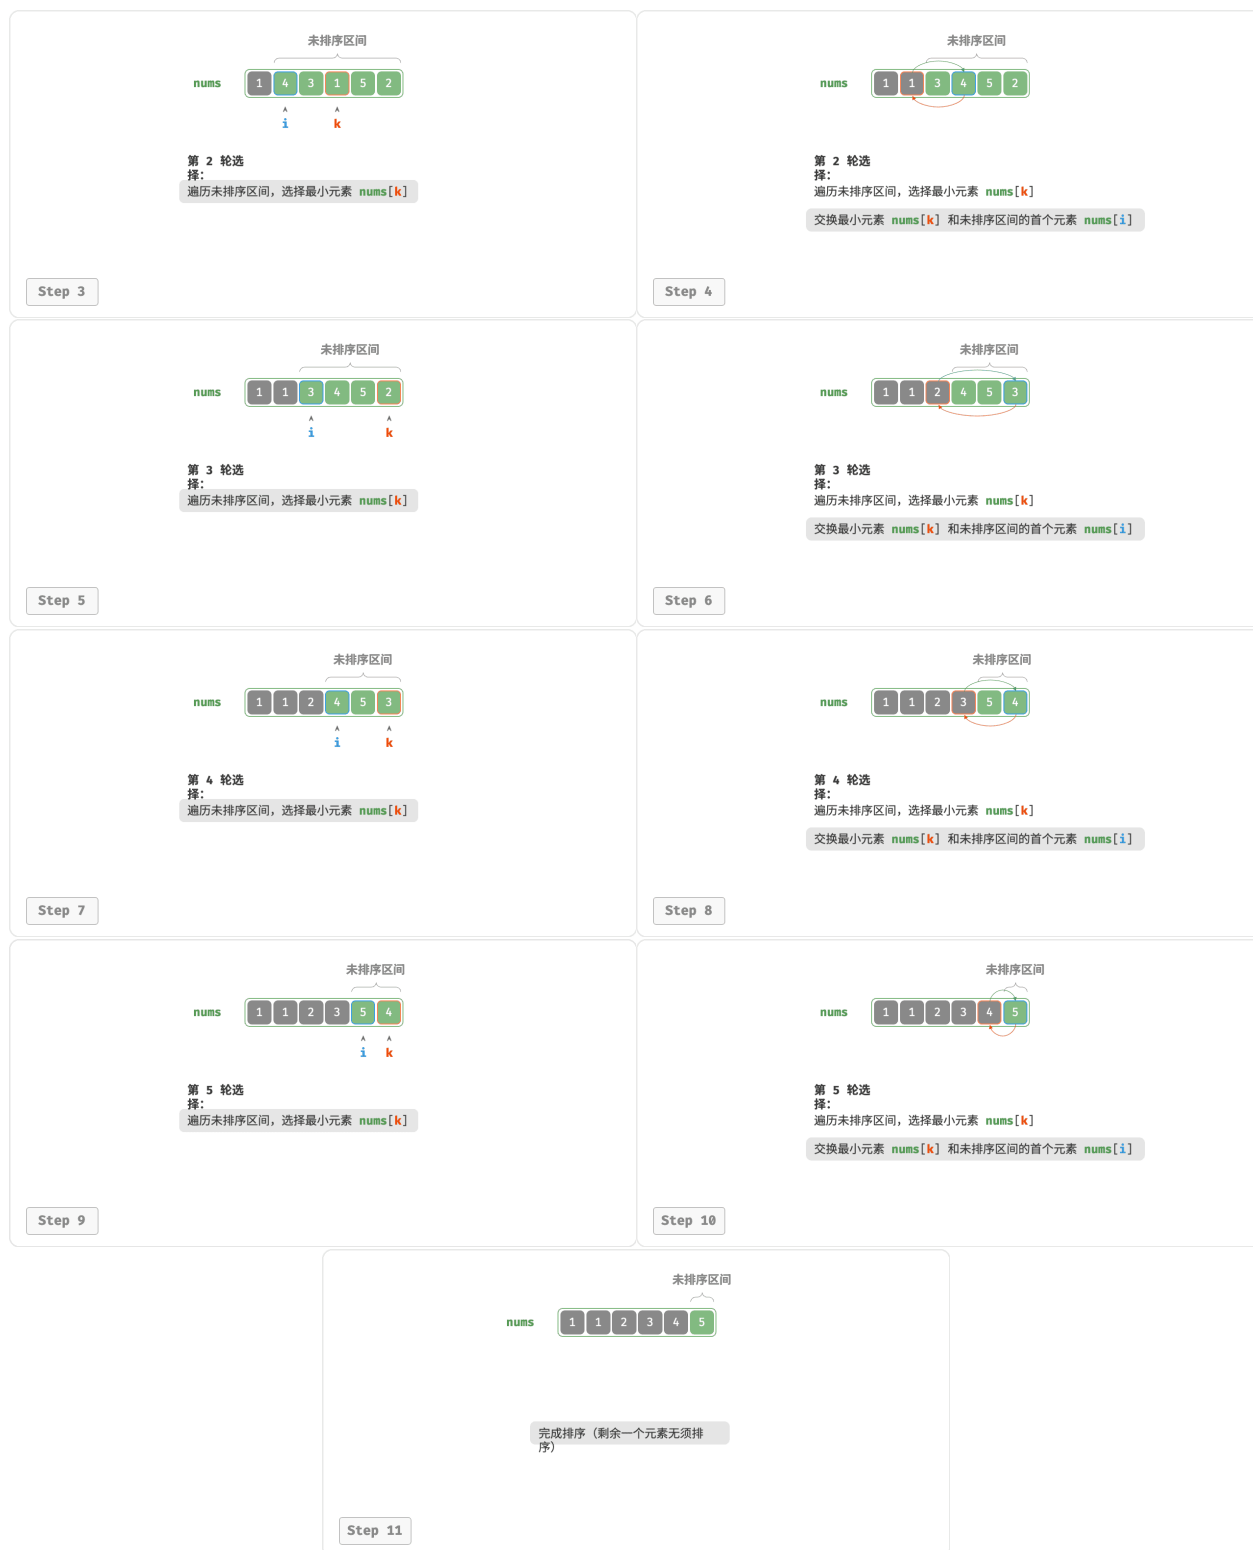 未排序区间
nums 1 4 3 1 5 2
i k
第 2 轮选
择：
遍历未排序区间，选择最小元素 nums[k]
Step 3
未排序区间
nums 1 1 3 4 5 2
第 2 轮选
择：
遍历未排序区间，选择最小元素 nums[k]
交换最小元素 nums[k] 和未排序区间的首个元素 nums[i]
Step 4
未排序区间
nums 1 1 3 4 5 2
i k
第 3 轮选
择：
遍历未排序区间，选择最小元素 nums[k]
Step 5
未排序区间
nums 1 1 2 4 5 3
第 3 轮选
择：
遍历未排序区间，选择最小元素 nums[k]
交换最小元素 nums[k] 和未排序区间的首个元素 nums[i]
Step 6
未排序区间
nums 1 1 2 4 5 3
i k
第 4 轮选
择：
遍历未排序区间，选择最小元素 nums[k]
Step 7
未排序区间
nums 1 1 2 3 5 4
第 4 轮选
择：
遍历未排序区间，选择最小元素 nums[k]
交换最小元素 nums[k] 和未排序区间的首个元素 nums[i]
Step 8
未排序区间
nums 1 1 2 3 5 4
i k
第 5 轮选
择：
遍历未排序区间，选择最小元素 nums[k]
Step 9
未排序区间
nums 1 1 2 3 4 5
第 5 轮选
择：
遍历未排序区间，选择最小元素 nums[k]
交换最小元素 nums[k] 和未排序区间的首个元素 nums[i]
Step 10
未排序区间
nums 1 1 2 3 4 5
完成排序（剩余一个元素无须排
序）
Step 11